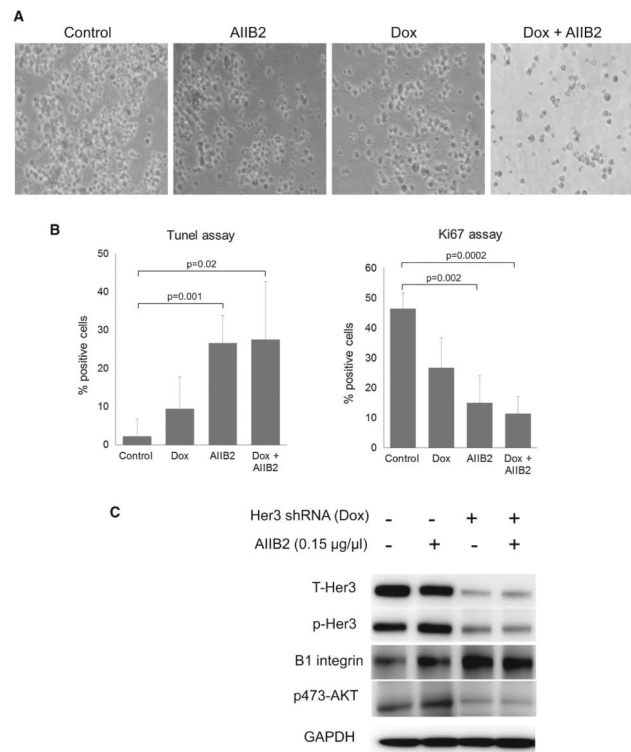 A
Control AIIB2 Dox Dox + AIIB2
B
Tunel assay
% positive cells
50
40
30
20
10
0
p=0.02
p=0.001
Control Dox AIIB2 Dox +
AIIB2
Ki67 assay
% positive cells
60
50
40
30
20
10
0
p=0.0002
p=0.002
Control Dox AIIB2 Dox +
AIIB2
C
Her3 shRNA (Dox) - - + +
AIIB2 (0.15 µg/µl) - + - +
T-Her3
p-Her3
B1 integrin
p473-AKT
GAPDH